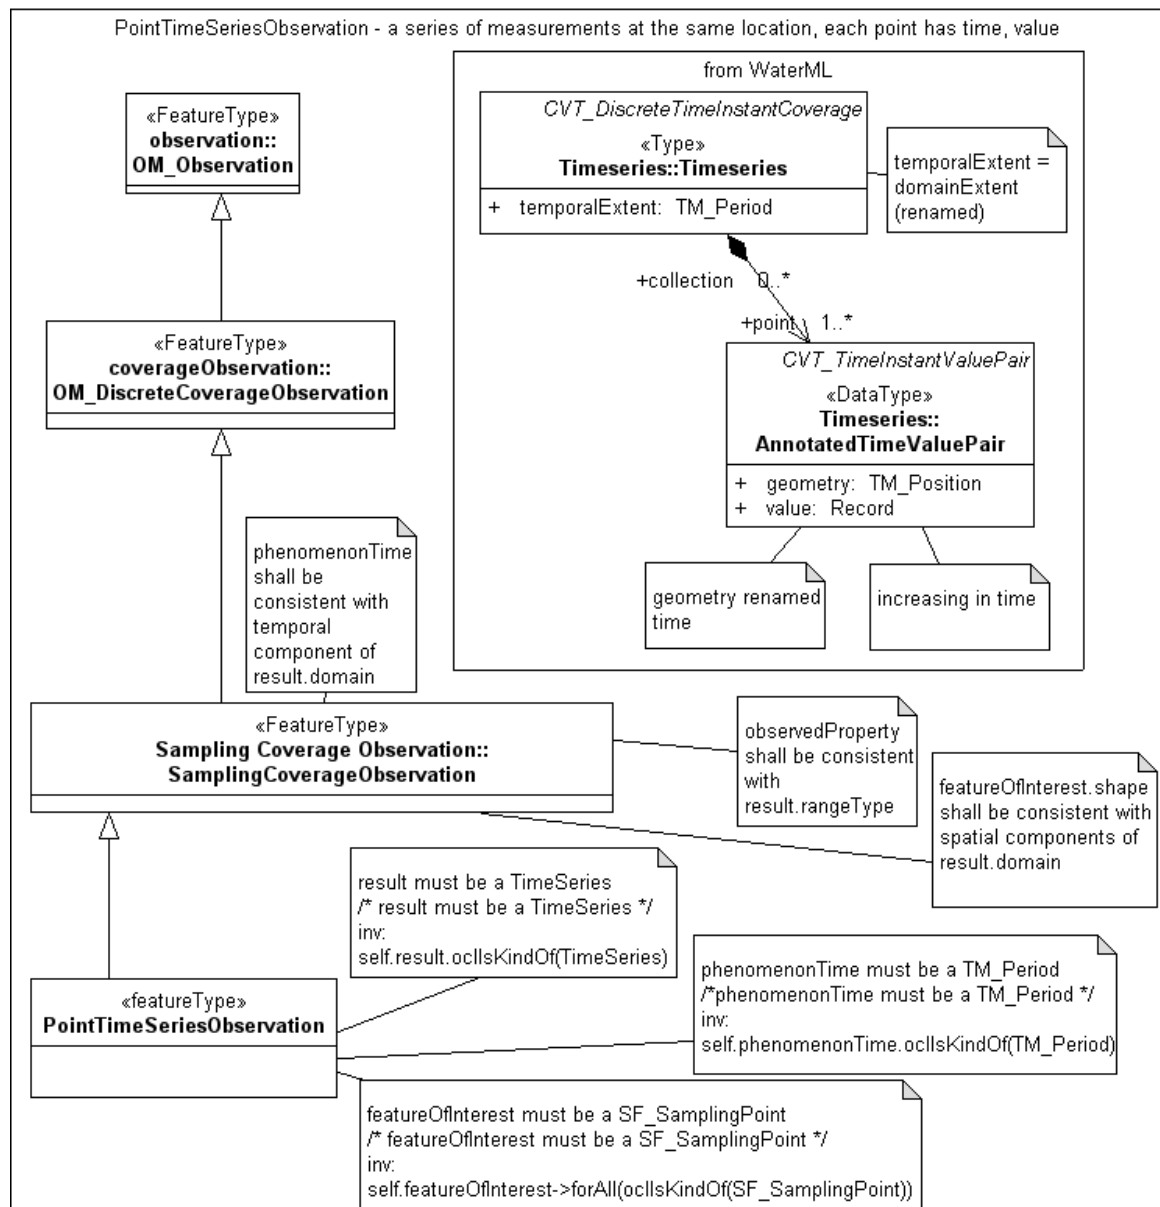 PointTimeSeriesObservation - a series of measurements at the same location, each point has time, value
from WaterML
«FeatureType»
observation::
OM_Observation
CVT_DiscreteTimeInstantCoverage
«Type»
Timeseries::Timeseries
+ temporalExtent: TM_Period
temporalExtent =
domainExtent
(renamed)
+collection 0..*
+point 1..*
«FeatureType»
coverageObservation::
OM_DiscreteCoverageObservation
CVT_TimeInstantValuePair
«DataType»
Timeseries::
AnnotatedTimeValuePair
+ geometry: TM_Position
+ value: Record
geometry renamed
time
increasing in time
phenomenonTime
shall be
consistent with
temporal
component of
result.domain
«FeatureType»
Sampling Coverage Observation::
SamplingCoverageObservation
observedProperty
shall be consistent
with
result.rangeType
featureOfInterest.shape
shall be consistent with
spatial components of
result.domain
result must be a TimeSeries
/* result must be a TimeSeries */
inv:
self.result.oclIsKindOf(TimeSeries)
phenomenonTime must be a TM_Period
/*phenomenonTime must be a TM_Period */
inv:
self.phenomenonTime.oclIsKindOf(TM_Period)
«featureType»
PointTimeSeriesObservation
featureOfInterest must be a SF_SamplingPoint
/* featureOfInterest must be a SF_SamplingPoint */
inv:
self.featureOfInterest->forAll(oclIsKindOf(SF_SamplingPoint))